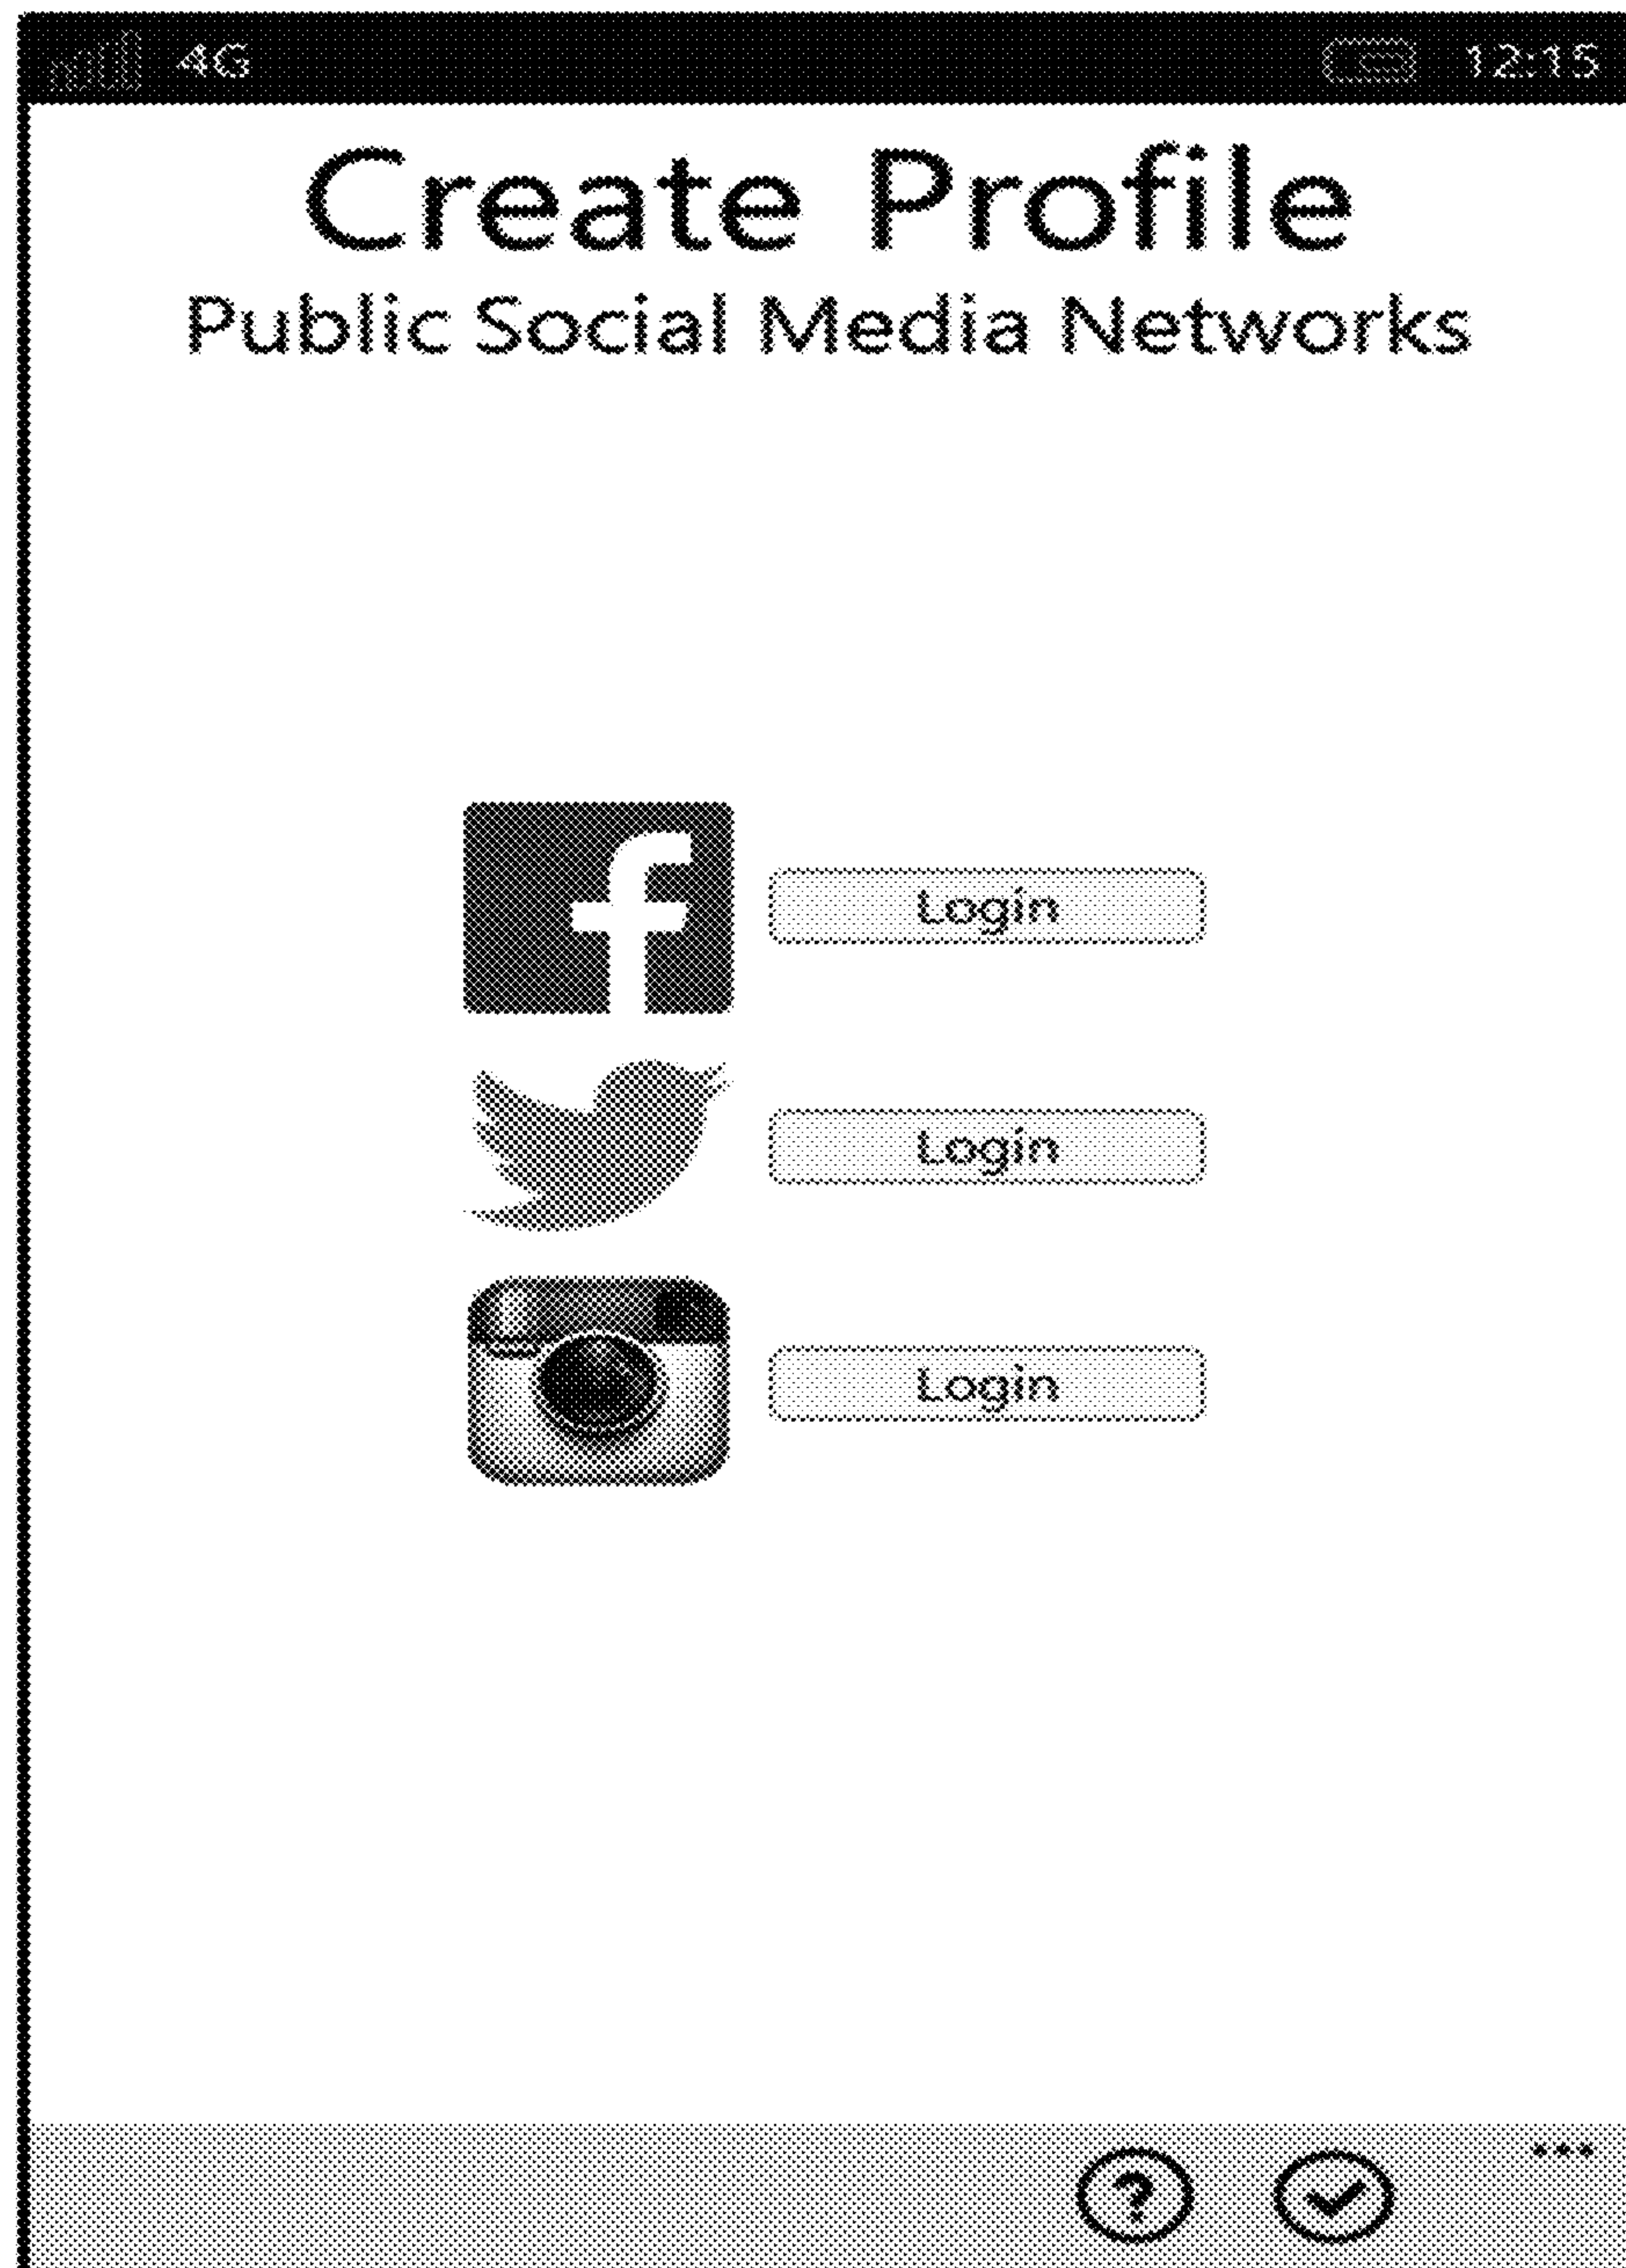 4G 12:15
Create Profile
Public Social Media Networks
f
Login
Login
Login
?
...